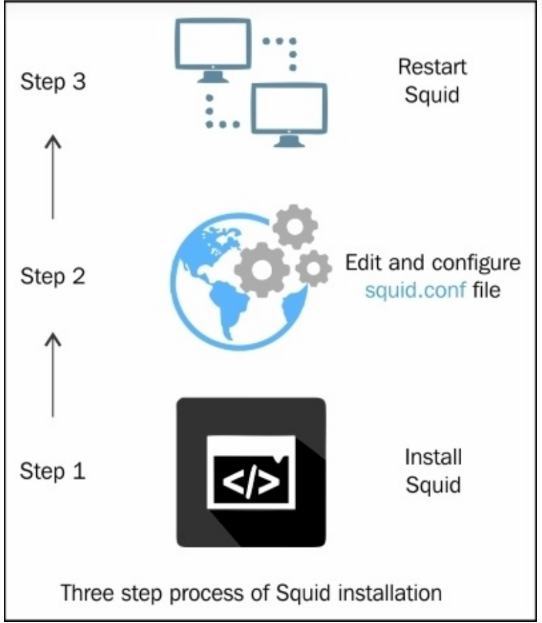 Step 3
Restart
Squid
Step 2
Edit and configure
squid.conf file
Step 1
</>
Install
Squid
Three step process of Squid installation